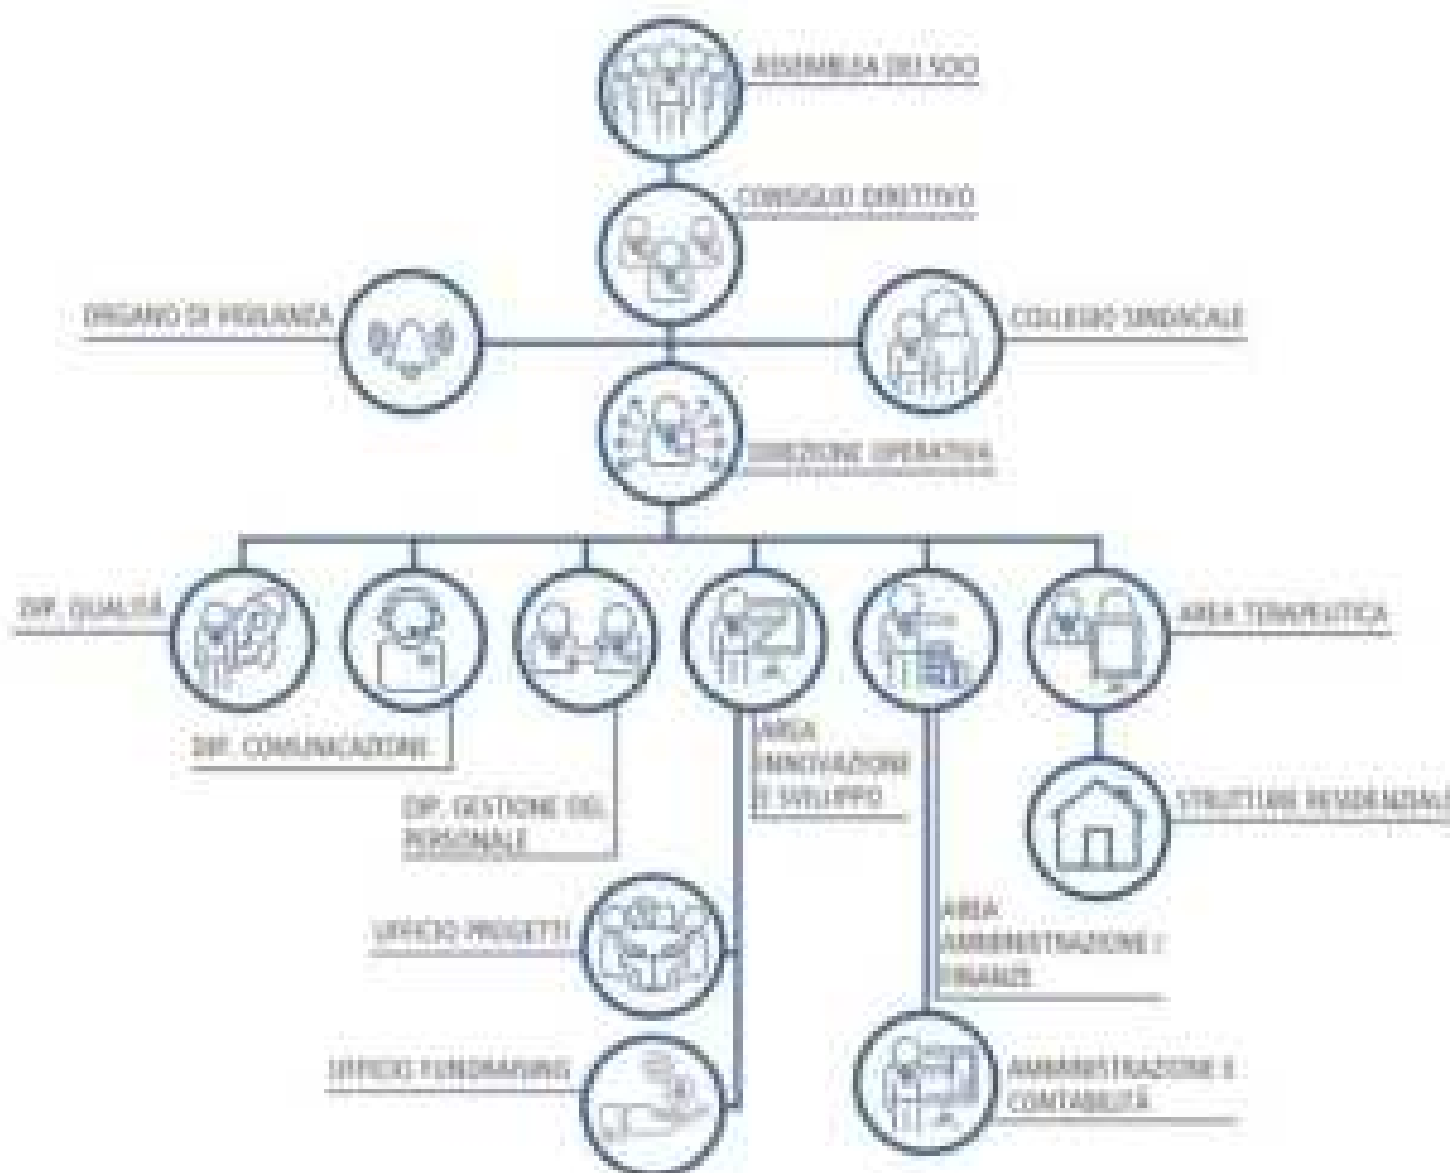 ASSEMBLEA DEI SOCI
CONSIGLIO DIRETTIVO
ORGANO DI VIGILANZA
COLLEGIO SINDACALE
DIREZIONE OPERATIVA
DIP. QUALITÀ
AREA TERAPEUTICA
DIP. COMUNICAZIONE
AREA
INNOVAZIONE
E SVILUPPO
DIP. GESTIONE DEL
PERSONALE
STRUTTURE RESIDENZIALI
UFFICIO PROGETTI
AREA
AMMINISTRAZIONE E
FINANZE
UFFICIO FUNDRAISING
AMMINISTRAZIONE E
CONTABILITÀ